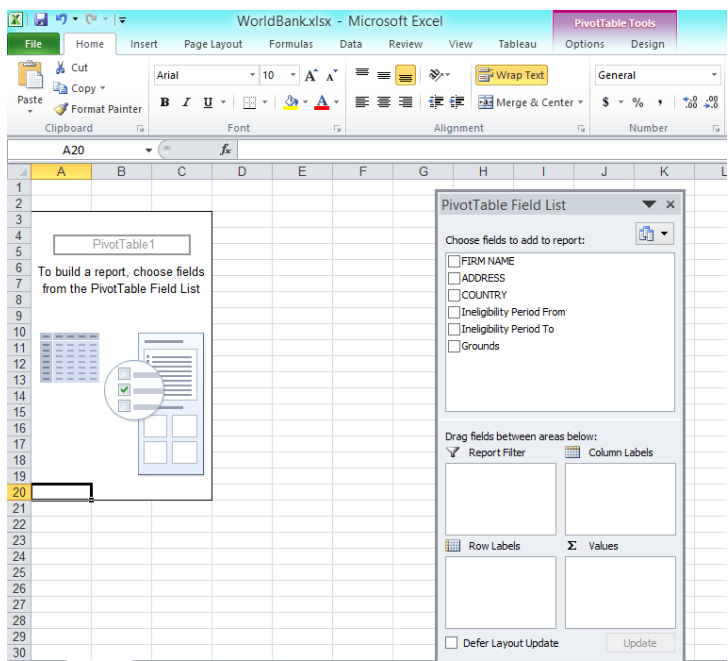 WorldBank.xlsx - Microsoft Excel
PivotTable Tools
File Home Insert Page Layout Formulas Data Review View Tableau Options Design
Cut
Copy
Format Painter
Paste
Clipboard
Arial 10
B I U
Font
Wrap Text
Merge & Center
Alignment
General
$ % ,
Number
A20 fx
A B C D E F G H I J K L
1
2
3
4
5
6
7
8
9
10
11
12
13
14
15
16
17
18
19
20
21
22
23
24
25
26
27
28
29
30
PivotTable1
To build a report, choose fields
from the PivotTable Field List
PivotTable Field List
Choose fields to add to report:
FIRM NAME
ADDRESS
COUNTRY
Ineligibility Period From
Ineligibility Period To
Grounds
Drag fields between areas below:
Report Filter Column Labels
Row Labels Σ Values
Defer Layout Update Update